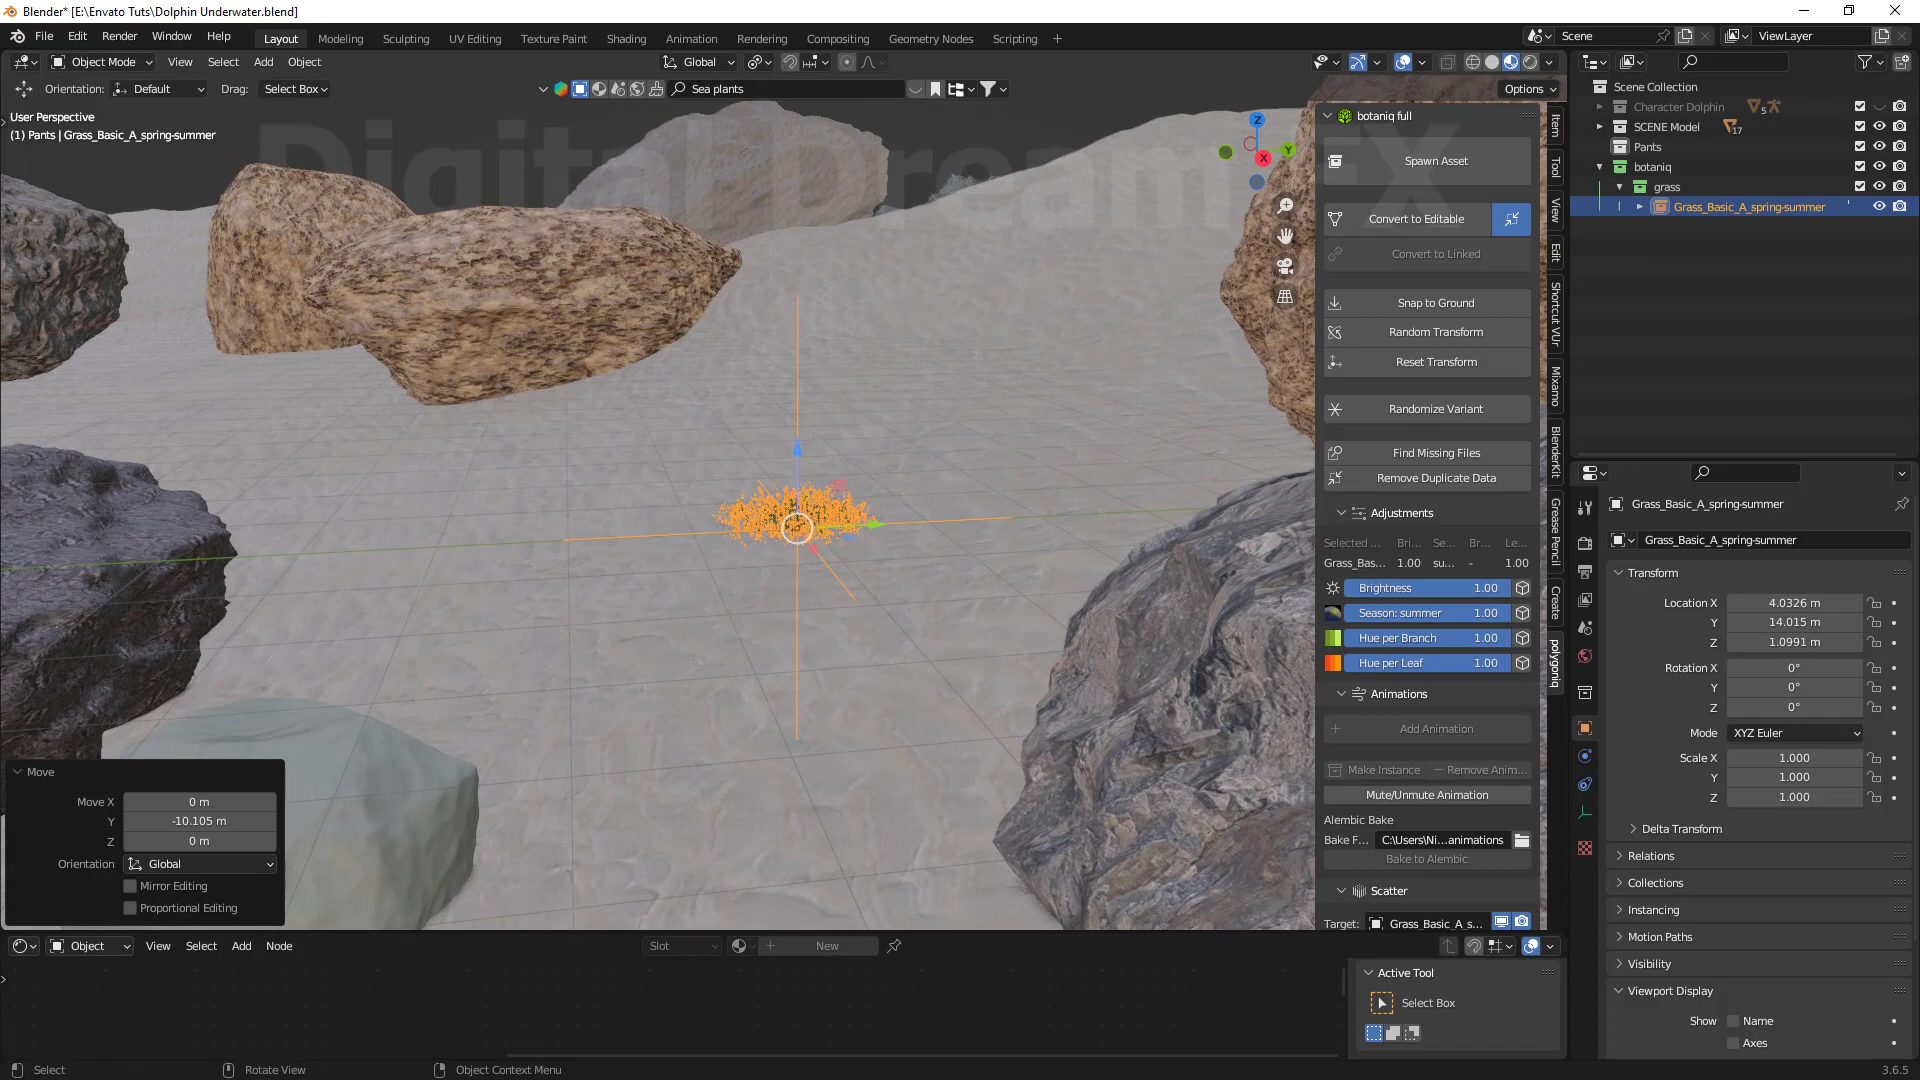 Blender* [E:\Envato Tuts\Dolphin Underwater.blend]
File Edit Render Window Help Layout Modeling Sculpting UV Editing Texture Paint Shading Animation Rendering Compositing Geometry Nodes Scripting + Scene ViewLayer
Object Mode View Select Add Object Global
Orientation: Default Drag: Select Box Sea plants Options
User Perspective
(1) Pants | Grass_Basic_A_spring-summer
Digital Dream FX
Z
Y
X
botaniq full
Spawn Asset
Convert to Editable
Convert to Linked
Snap to Ground
Random Transform
Reset Transform
Randomize Variant
Find Missing Files
Remove Duplicate Data
Adjustments
Selected ... Bri... Se... Br... Le...
Grass_Bas... 1.00 su... - 1.00
Brightness 1.00
Season: summer 1.00
Hue per Branch 1.00
Hue per Leaf 1.00
Animations
Add Animation
Make Instance Remove Anim...
Mute/Unmute Animation
Alembic Bake
Bake F... C:\Users\Ni...animations
Bake to Alembic
Scatter
Target: Grass_Basic_A_s...
Item
Tool
View
Edit
Shortcut VUr
Mixamo
BlenderKit
Grease Pencil
Create
polygoniq
Scene Collection
Character Dolphin 5
SCENE Model 17
Pants
botaniq
grass
Grass_Basic_A_spring-summer
Grass_Basic_A_spring-summer
Grass_Basic_A_spring-summer
Transform
Location X 4.0326 m
Y 14.015 m
Z 1.0991 m
Rotation X 0°
Y 0°
Z 0°
Mode XYZ Euler
Scale X 1.000
Y 1.000
Z 1.000
Delta Transform
Relations
Collections
Instancing
Motion Paths
Visibility
Viewport Display
Show Name
Axes
Move
Move X 0 m
Y -10.105 m
Z 0 m
Orientation Global
Mirror Editing
Proportional Editing
Object View Select Add Node Slot New
Active Tool
Select Box
Select Rotate View Object Context Menu 3.6.5